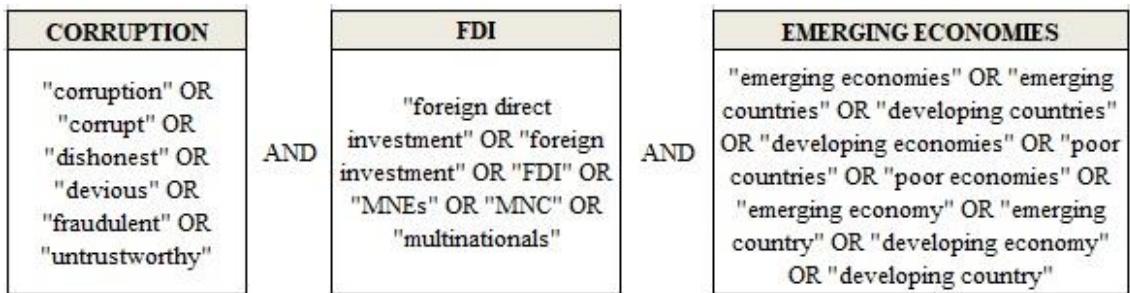 CORRUPTION
"corruption" OR
"corrupt" OR
"dishonest" OR
"devious" OR
"fraudulent" OR
"untrustworthy"
AND
FDI
"foreign direct
investment" OR "foreign
investment" OR "FDI" OR
"MNEs" OR "MNC" OR
"multinationals"
AND
EMERGING ECONOMIES
"emerging economies" OR "emerging
countries" OR "developing countries"
OR "developing economies" OR "poor
countries" OR "poor economies" OR
"emerging economy" OR "emerging
country" OR "developing economy"
OR "developing country"